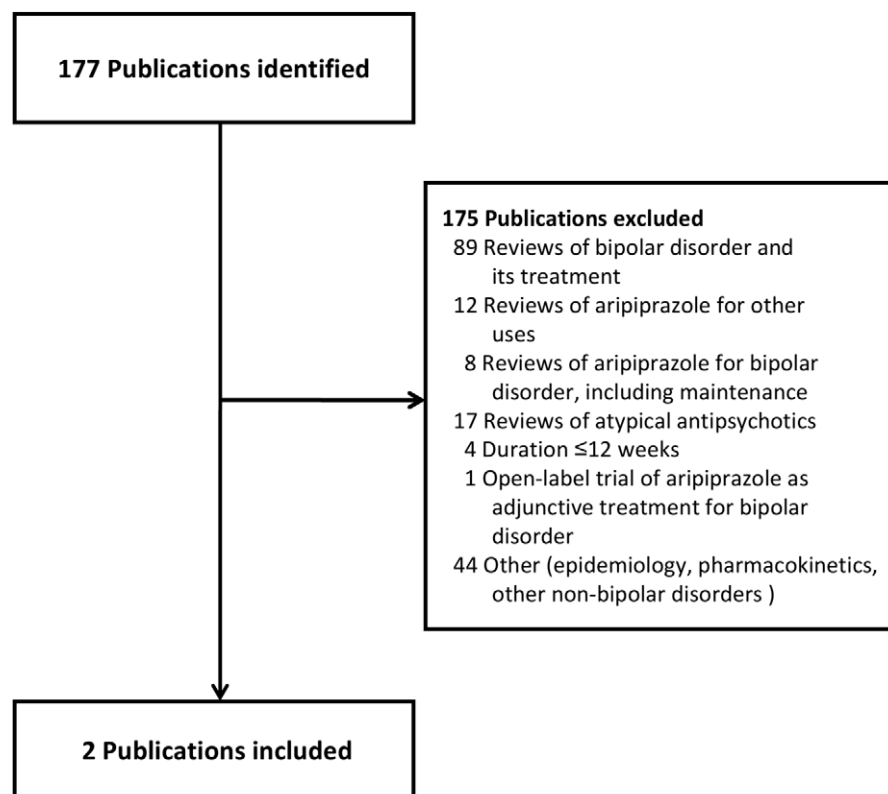 177 Publications identified
175 Publications excluded
89 Reviews of bipolar disorder and
its treatment
12 Reviews of aripiprazole for other
uses
8 Reviews of aripiprazole for bipolar
disorder, including maintenance
17 Reviews of atypical antipsychotics
4 Duration ≤12 weeks
1 Open-label trial of aripiprazole as
adjunctive treatment for bipolar
disorder
44 Other (epidemiology, pharmacokinetics,
other non-bipolar disorders )
2 Publications included